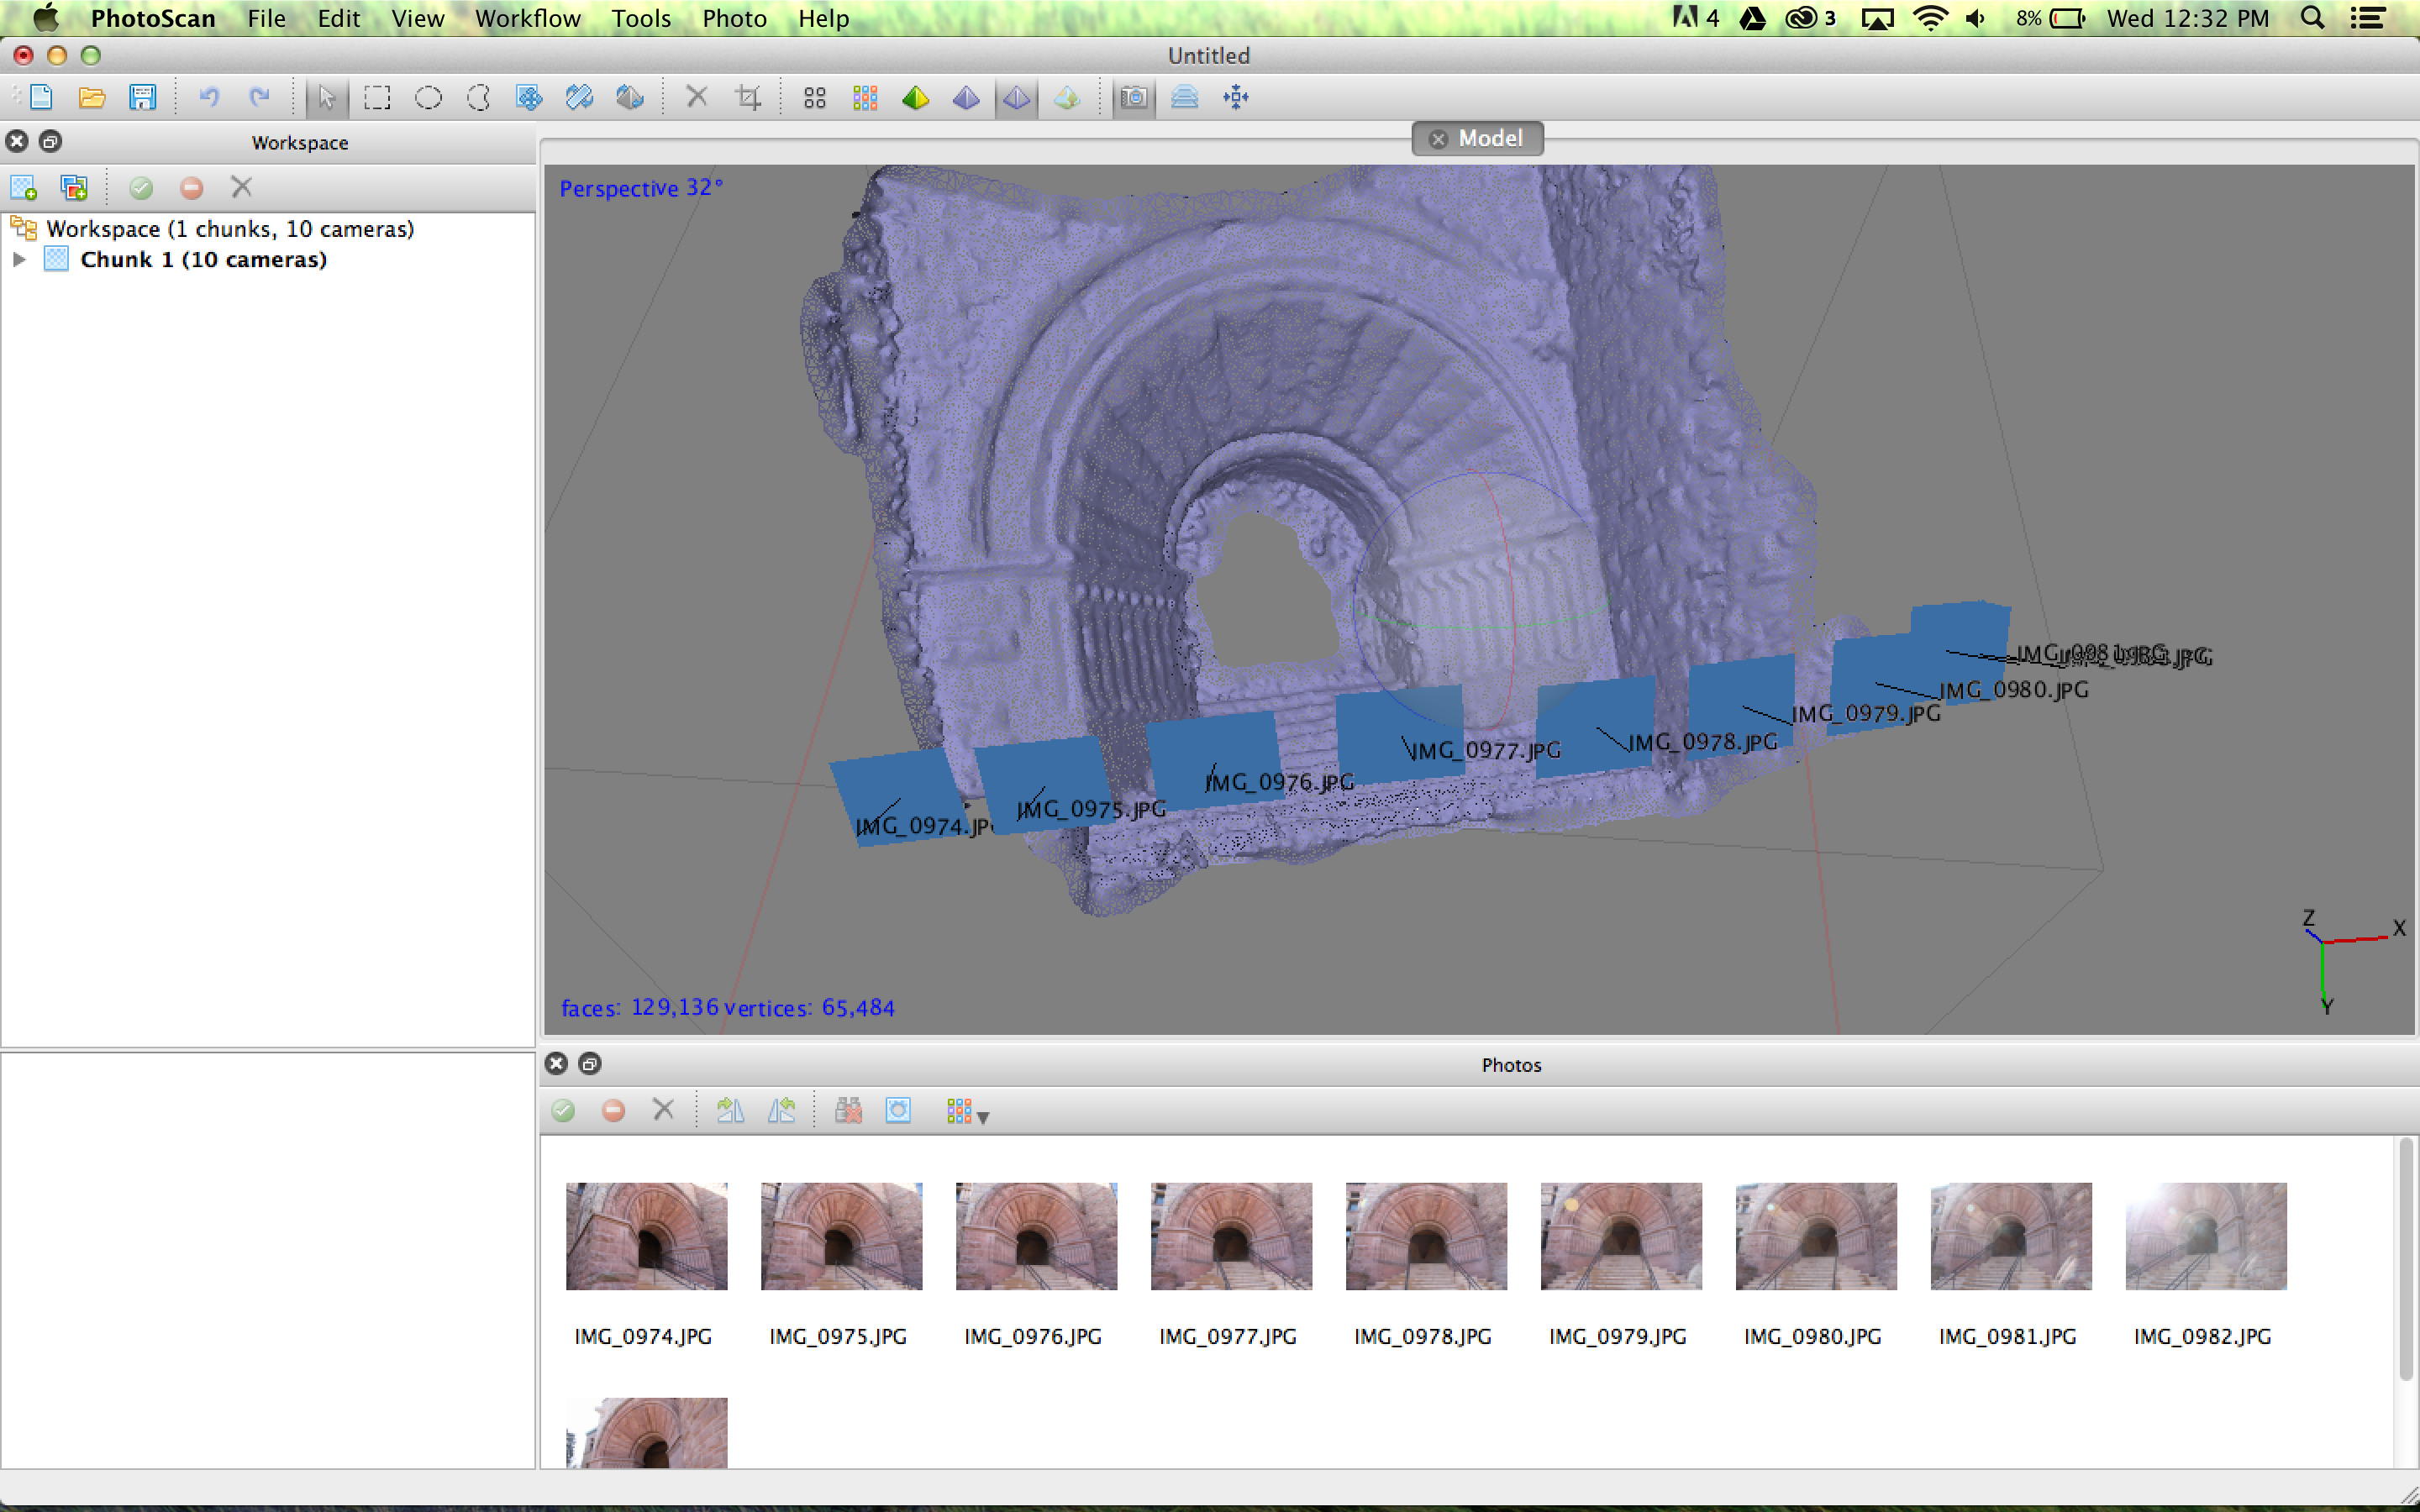 PhotoScan File Edit View Workflow Tools Photo Help 4 3 8% Wed 12:32 PM
Untitled
Workspace
Model
Workspace (1 chunks, 10 cameras)
Chunk 1 (10 cameras)
Perspective 32°
IMG_0981.JPG
IMG_0980.JPG
IMG_0979.JPG
IMG_0978.JPG
IMG_0977.JPG
IMG_0976.JPG
IMG_0975.JPG
IMG_0974.JP
Z
X
Y
faces: 129,136 vertices: 65,484
Photos
IMG_0974.JPG IMG_0975.JPG IMG_0976.JPG IMG_0977.JPG IMG_0978.JPG IMG_0979.JPG IMG_0980.JPG IMG_0981.JPG IMG_0982.JPG